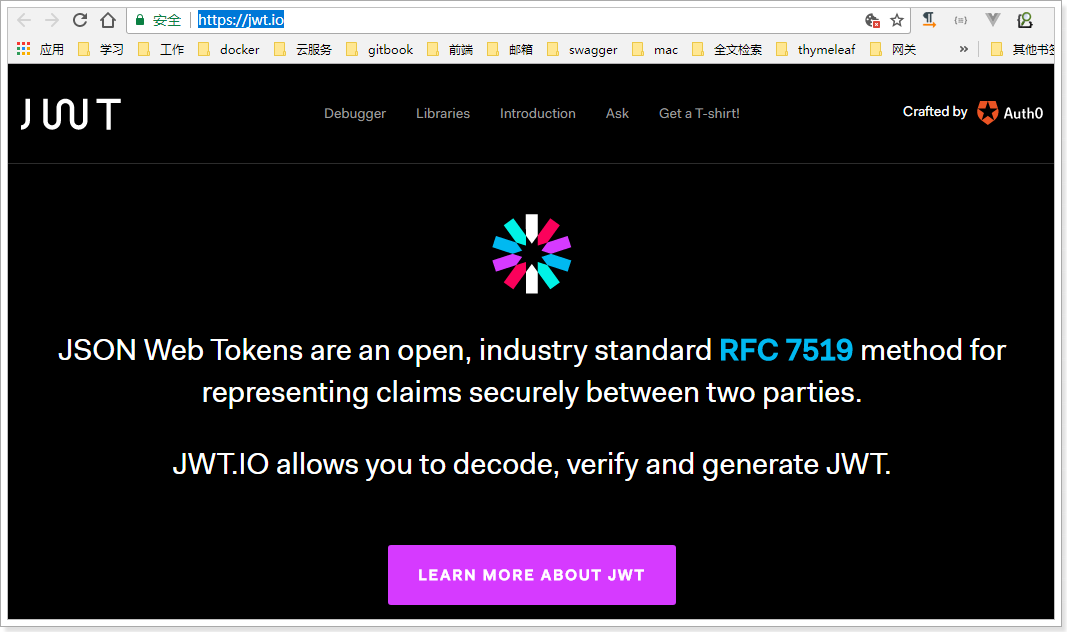 安全 https://jwt.io
应用 学习 工作 docker 云服务 gitbook 前端 邮箱 swagger mac 全文检索 thymeleaf 网关 » 其他书签
JWT Debugger Libraries Introduction Ask Get a T-shirt! Crafted by Auth0
JSON Web Tokens are an open, industry standard RFC 7519 method for
representing claims securely between two parties.
JWT.IO allows you to decode, verify and generate JWT.
LEARN MORE ABOUT JWT